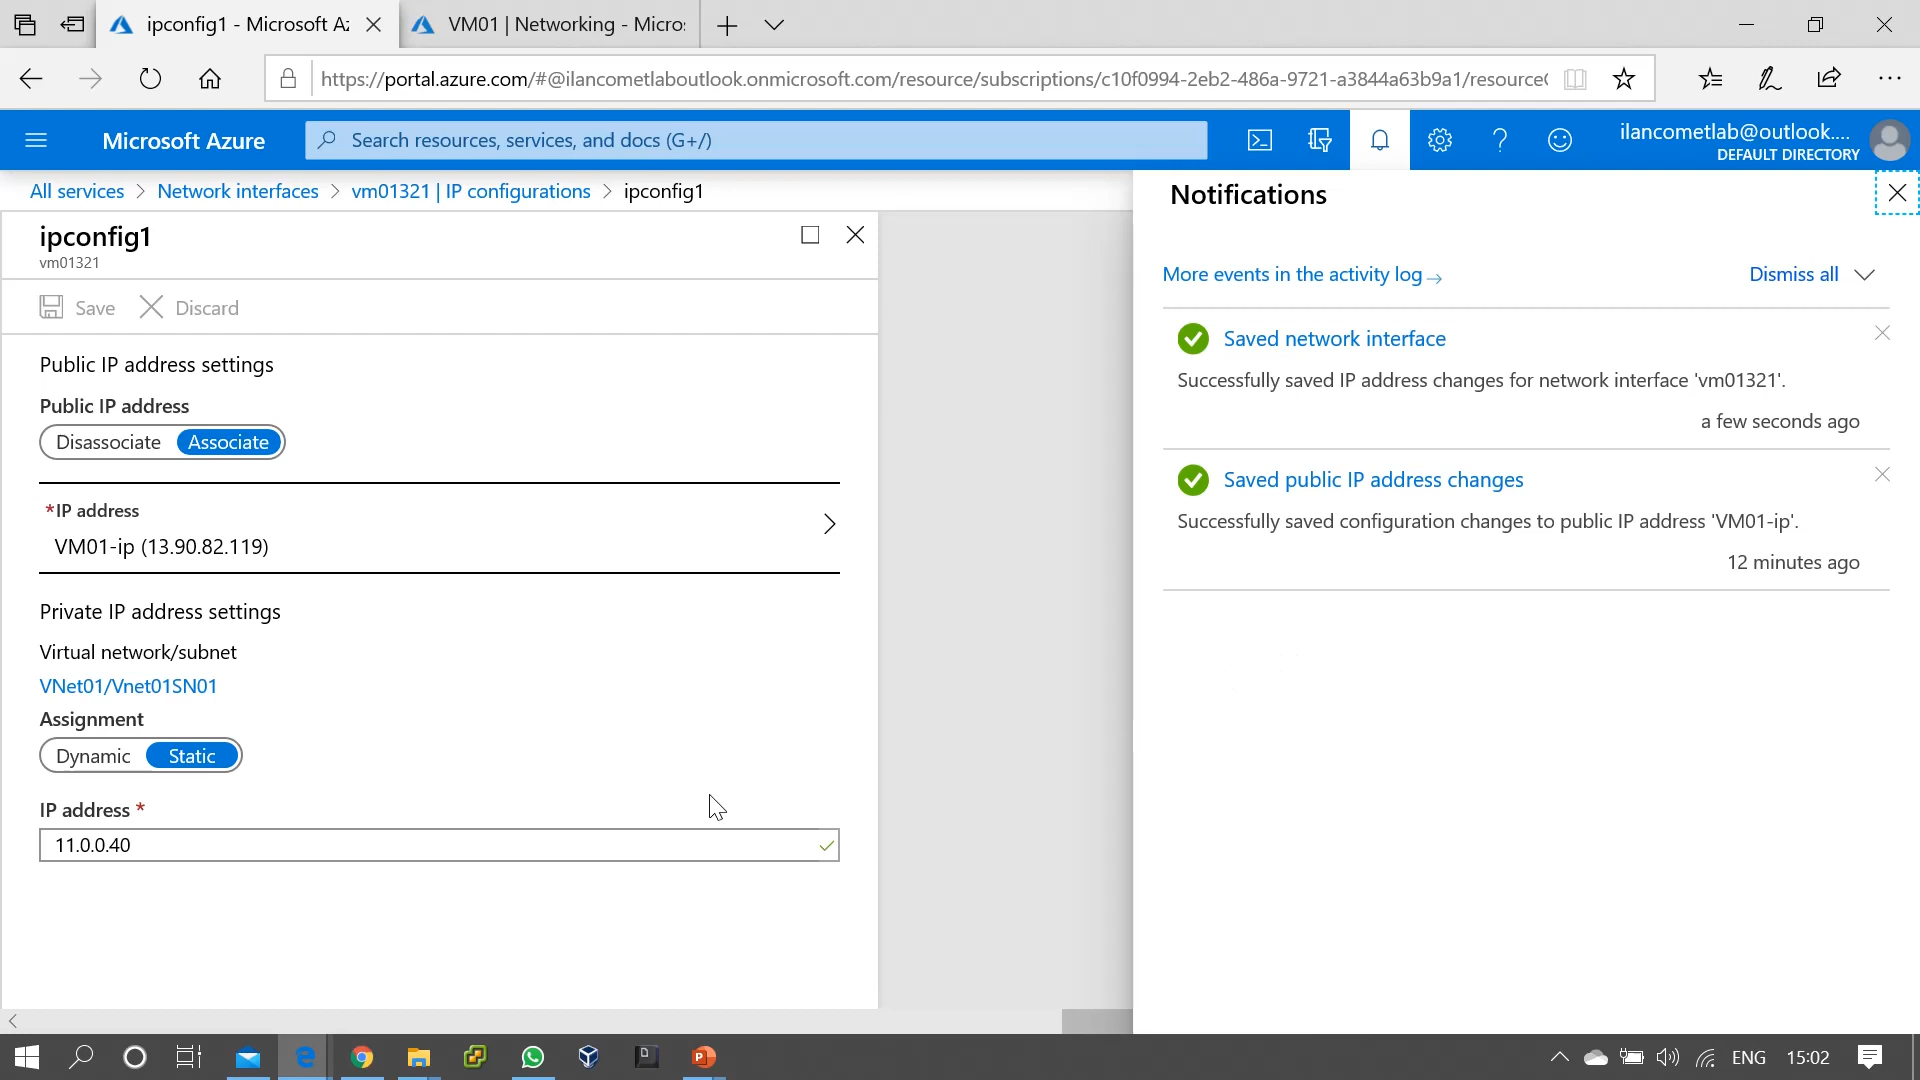 ipconfig1 - Microsoft Az
VM01 | Networking - Micro
https://portal.azure.com/#@ilancometlaboutlook.onmicrosoft.com/resource/subscriptions/c10f0994-2eb2-486a-9721-a3844a63b9a1/resource
Microsoft Azure
Search resources, services, and docs (G+/)
ilancometlab@outlook....
DEFAULT DIRECTORY
All services > Network interfaces > vm01321 | IP configurations > ipconfig1
ipconfig1
vm01321
Save Discard
Public IP address settings
Public IP address
Disassociate Associate
*IP address
VM01-ip (13.90.82.119)
Private IP address settings
Virtual network/subnet
VNet01/Vnet01SN01
Assignment
Dynamic Static
IP address *
11.0.0.40
Notifications
More events in the activity log →
Dismiss all
Saved network interface
Successfully saved IP address changes for network interface 'vm01321'.
a few seconds ago
Saved public IP address changes
Successfully saved configuration changes to public IP address 'VM01-ip'.
12 minutes ago
ENG 15:02